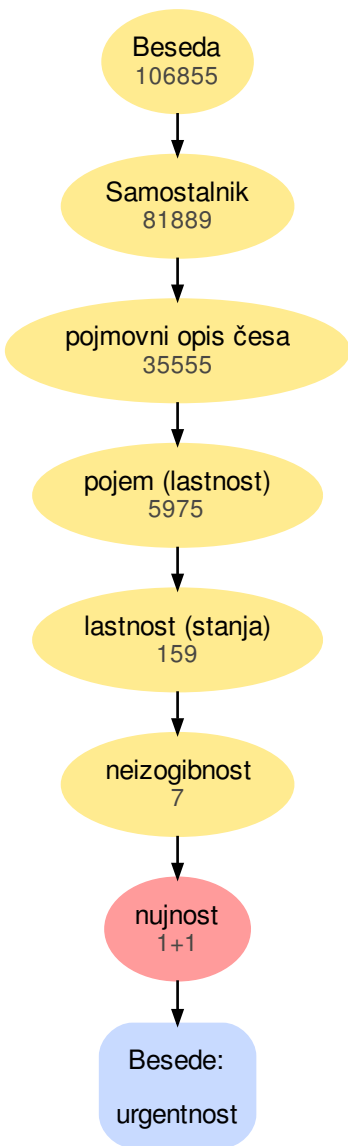 Beseda
106855
Samostalnik
81889
pojmovni opis česa
35555
pojem (lastnost)
5975
lastnost (stanja)
159
neizogibnost
7
nujnost
1+1
Besede:
urgentnost